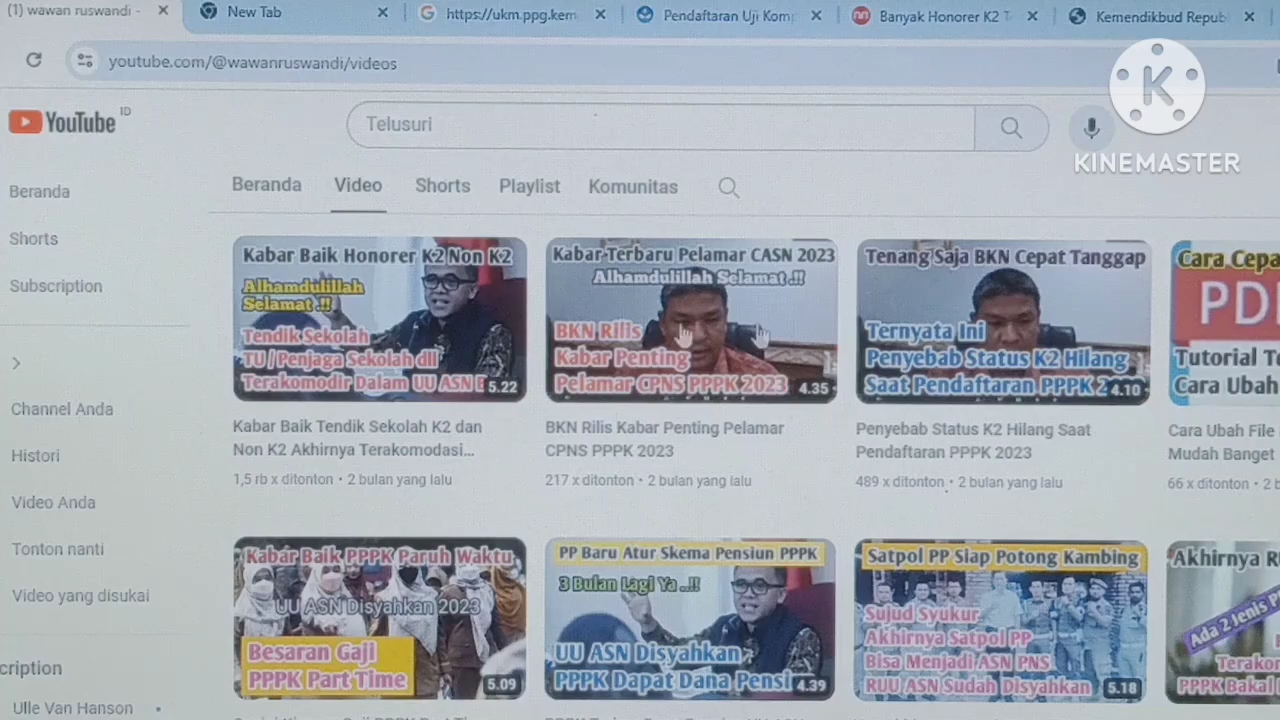 (1) wawan ruswandi -
New Tab
https://ukm.ppg.kem
Pendaftaran Uji Komp
Banyak Honorer K2 T
Kemendikbud Repub
youtube.com/@wawanruswandi/videos
YouTube ID
Telusuri
K
KINEMASTER
Beranda
Shorts
Subscription
Channel Anda
Histori
Video Anda
Tonton nanti
Video yang disukai
cription
Ulle Van Hanson
Beranda Video Shorts Playlist Komunitas
Kabar Baik Honorer K2 Non K2
Alhamdulillah
Selamat .!!
Tendik Sekolah
TU / Penjaga Sekolah dll
Terakomodir Dalam UU ASN B
5.22
Kabar Baik Tendik Sekolah K2 dan
Non K2 Akhirnya Terakomodasi...
1,5 rb x ditonton • 2 bulan yang lalu
Kabar Terbaru Pelamar CASN 2023
Alhamdulillah Selamat .!!
BKN Rilis
Kabar Penting
Pelamar CPNS PPPK 2023
4.35
BKN Rilis Kabar Penting Pelamar
CPNS PPPK 2023
217 x ditonton • 2 bulan yang lalu
Tenang Saja BKN Cepat Tanggap
Ternyata Ini
Penyebab Status K2 Hilang
Saat Pendaftaran PPPK 2
4.10
Penyebab Status K2 Hilang Saat
Pendaftaran PPPK 2023
489 x ditonton • 2 bulan yang lalu
Cara Cepa
PD
Tutorial
Cara Ubah
Cara Ubah File
Mudah Banget
66 x ditonton • 2 b
Kabar Baik PPPK Paruh Waktu
UU ASN Disyahkan 2023
Besaran Gaji
PPPK Part Time
5.09
PP Baru Atur Skema Pensiun PPPK
3 Bulan Lagi Ya ..!!
UU ASN Disyahkan
PPPK Dapat Dana Pensi
4.39
Satpol PP Siap Potong Kambing
Sujud Syukur
Akhirnya Satpol PP
Bisa Menjadi ASN PNS
RUU ASN Sudah Disyahkan
5.18
Akhirnya R
Ada 2 Jenis P
Terakom
PPPK Bakal